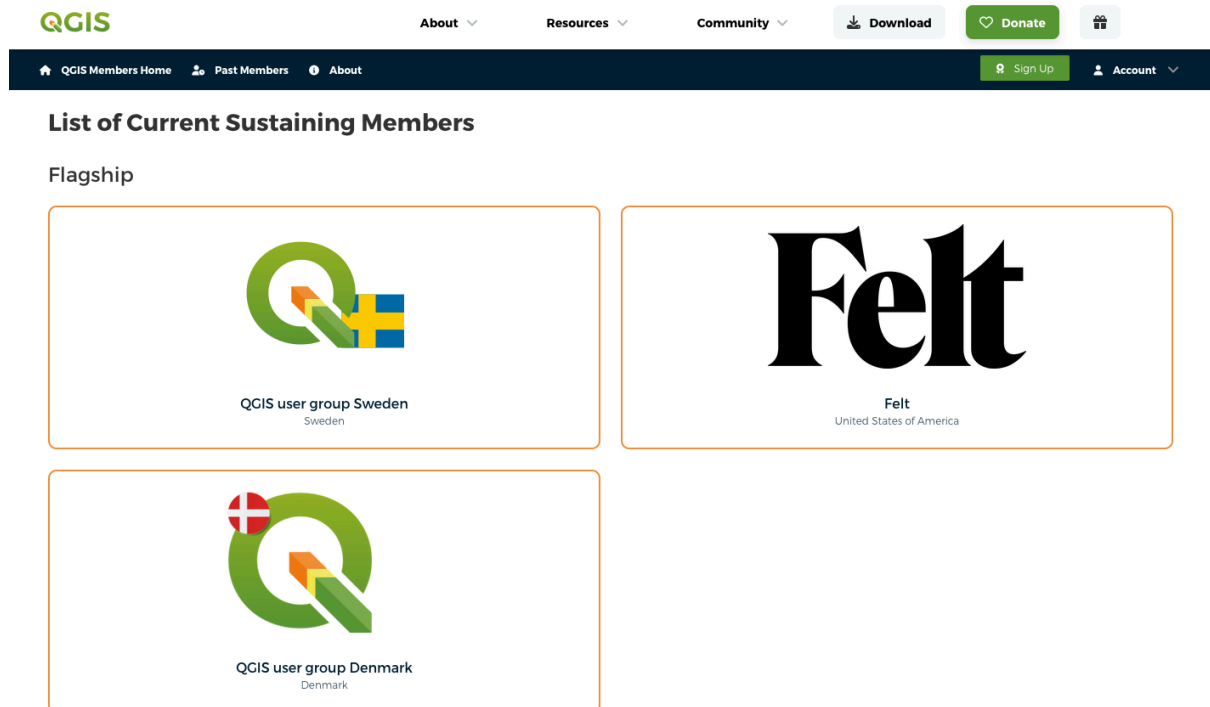 QGIS
About
Resources
Community
Download
Donate
QGIS Members Home
Past Members
About
Sign Up
Account
List of Current Sustaining Members
Flagship
Felt
QGIS user group Sweden
Sweden
Felt
United States of America
QGIS user group Denmark
Denmark